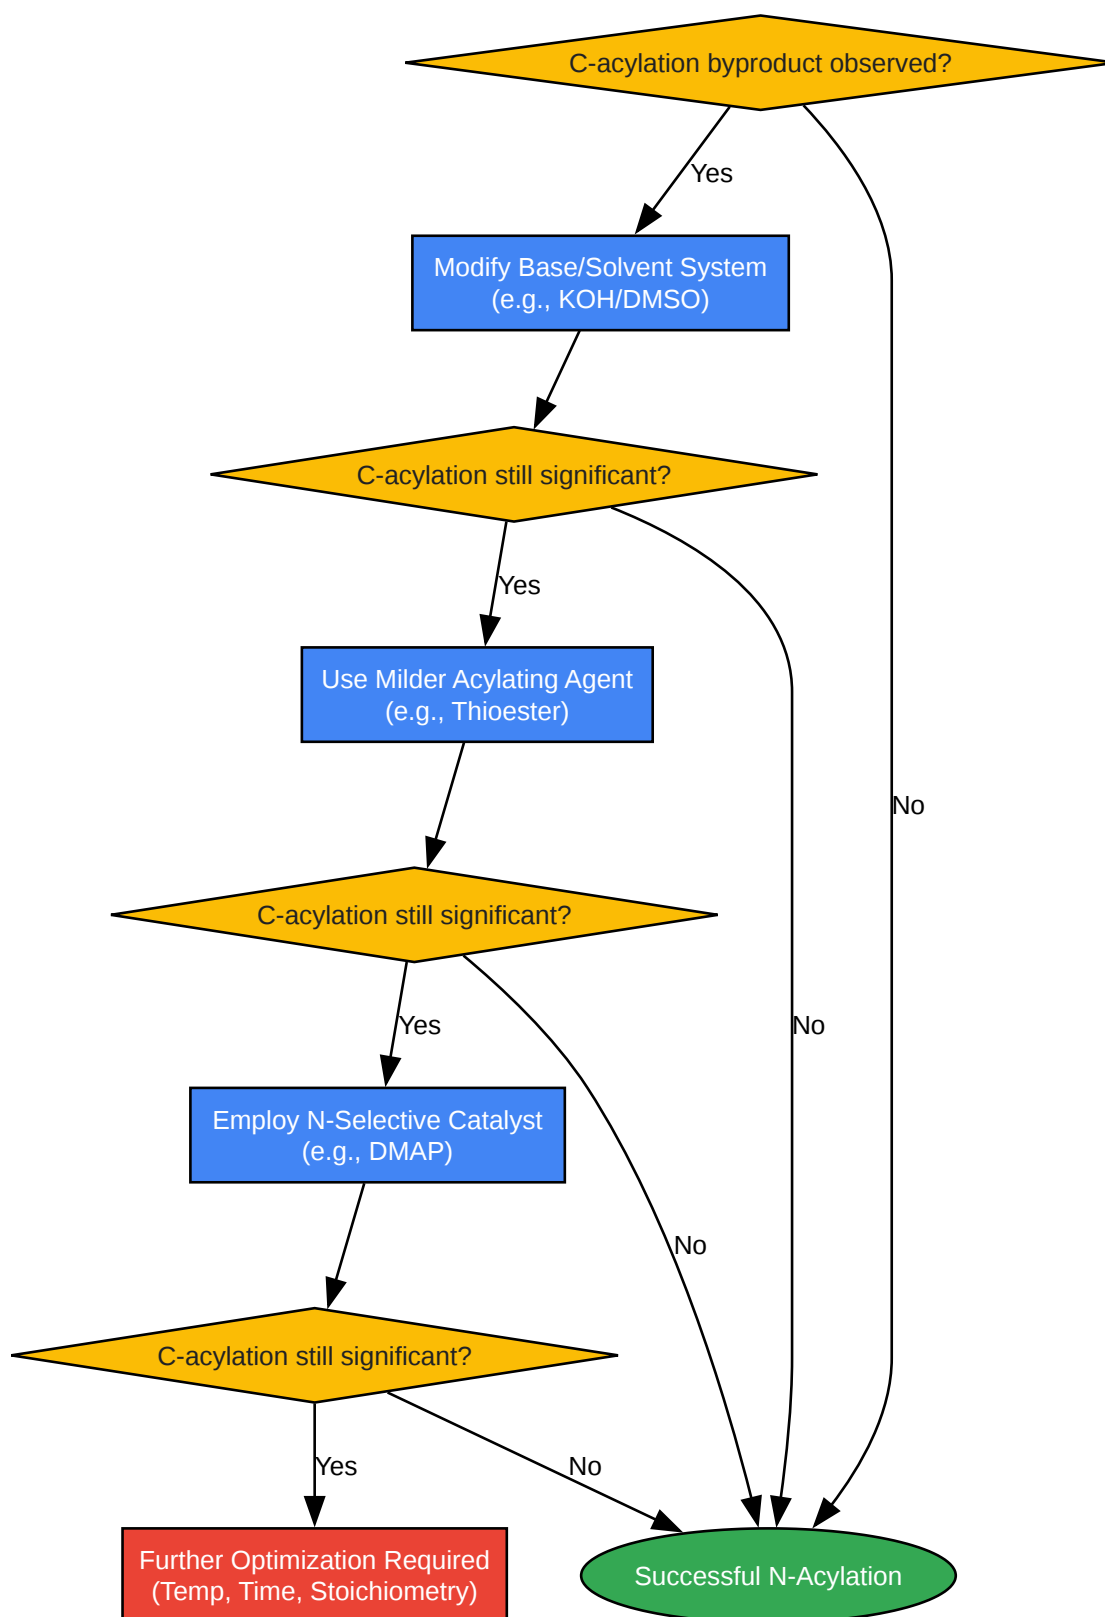 C-acylation byproduct observed?
Yes
Modify Base/Solvent System
(e.g., KOH/DMSO)
C-acylation still significant?
Yes
Use Milder Acylating Agent
(e.g., Thioester)
No
C-acylation still significant?
Yes
No
Employ N-Selective Catalyst
(e.g., DMAP)
No
C-acylation still significant?
Yes
No
Further Optimization Required
(Temp, Time, Stoichiometry)
Successful N-Acylation